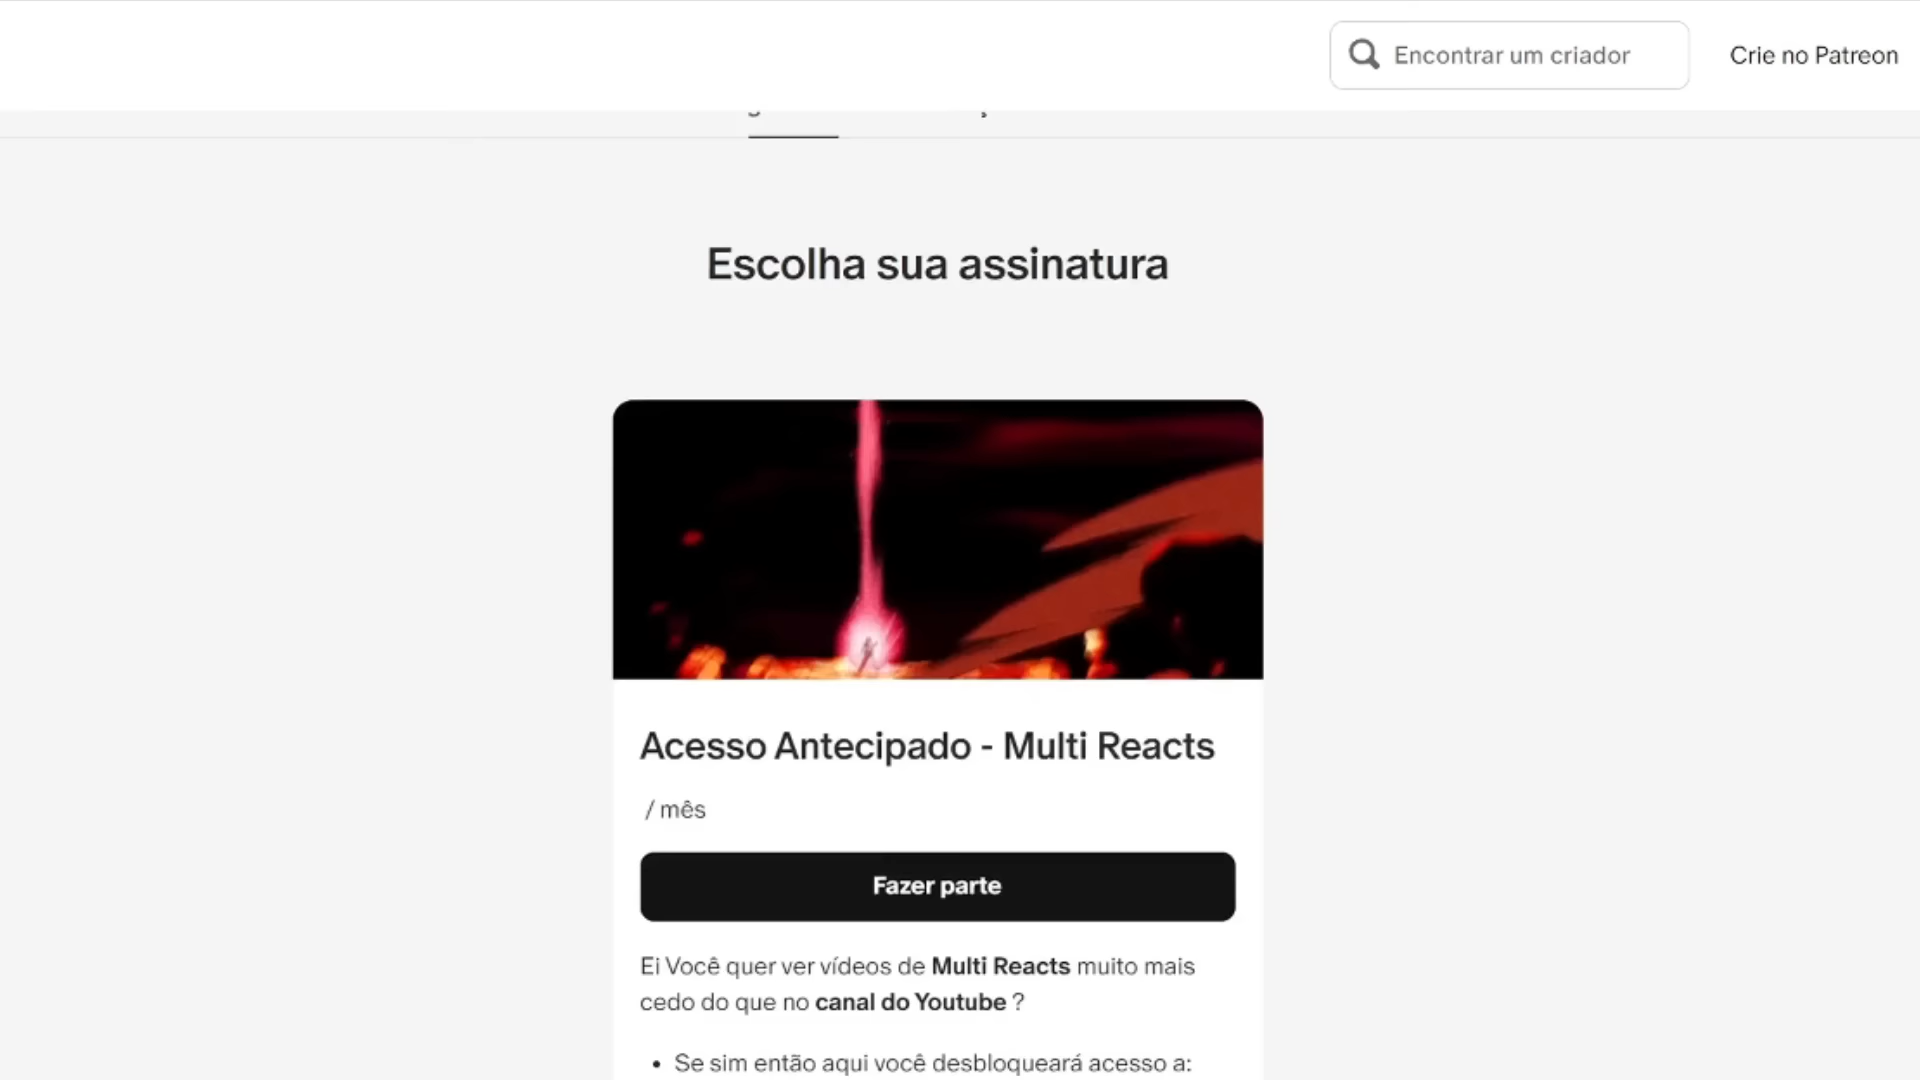 Encontrar um criador
Crie no Patreon
Escolha sua assinatura
Acesso Antecipado - Multi Reacts
/ mês
Fazer parte
Ei Você quer ver vídeos de Multi Reacts muito mais
cedo do que no canal do Youtube ?
• Se sim então aqui você desbloqueará acesso a: